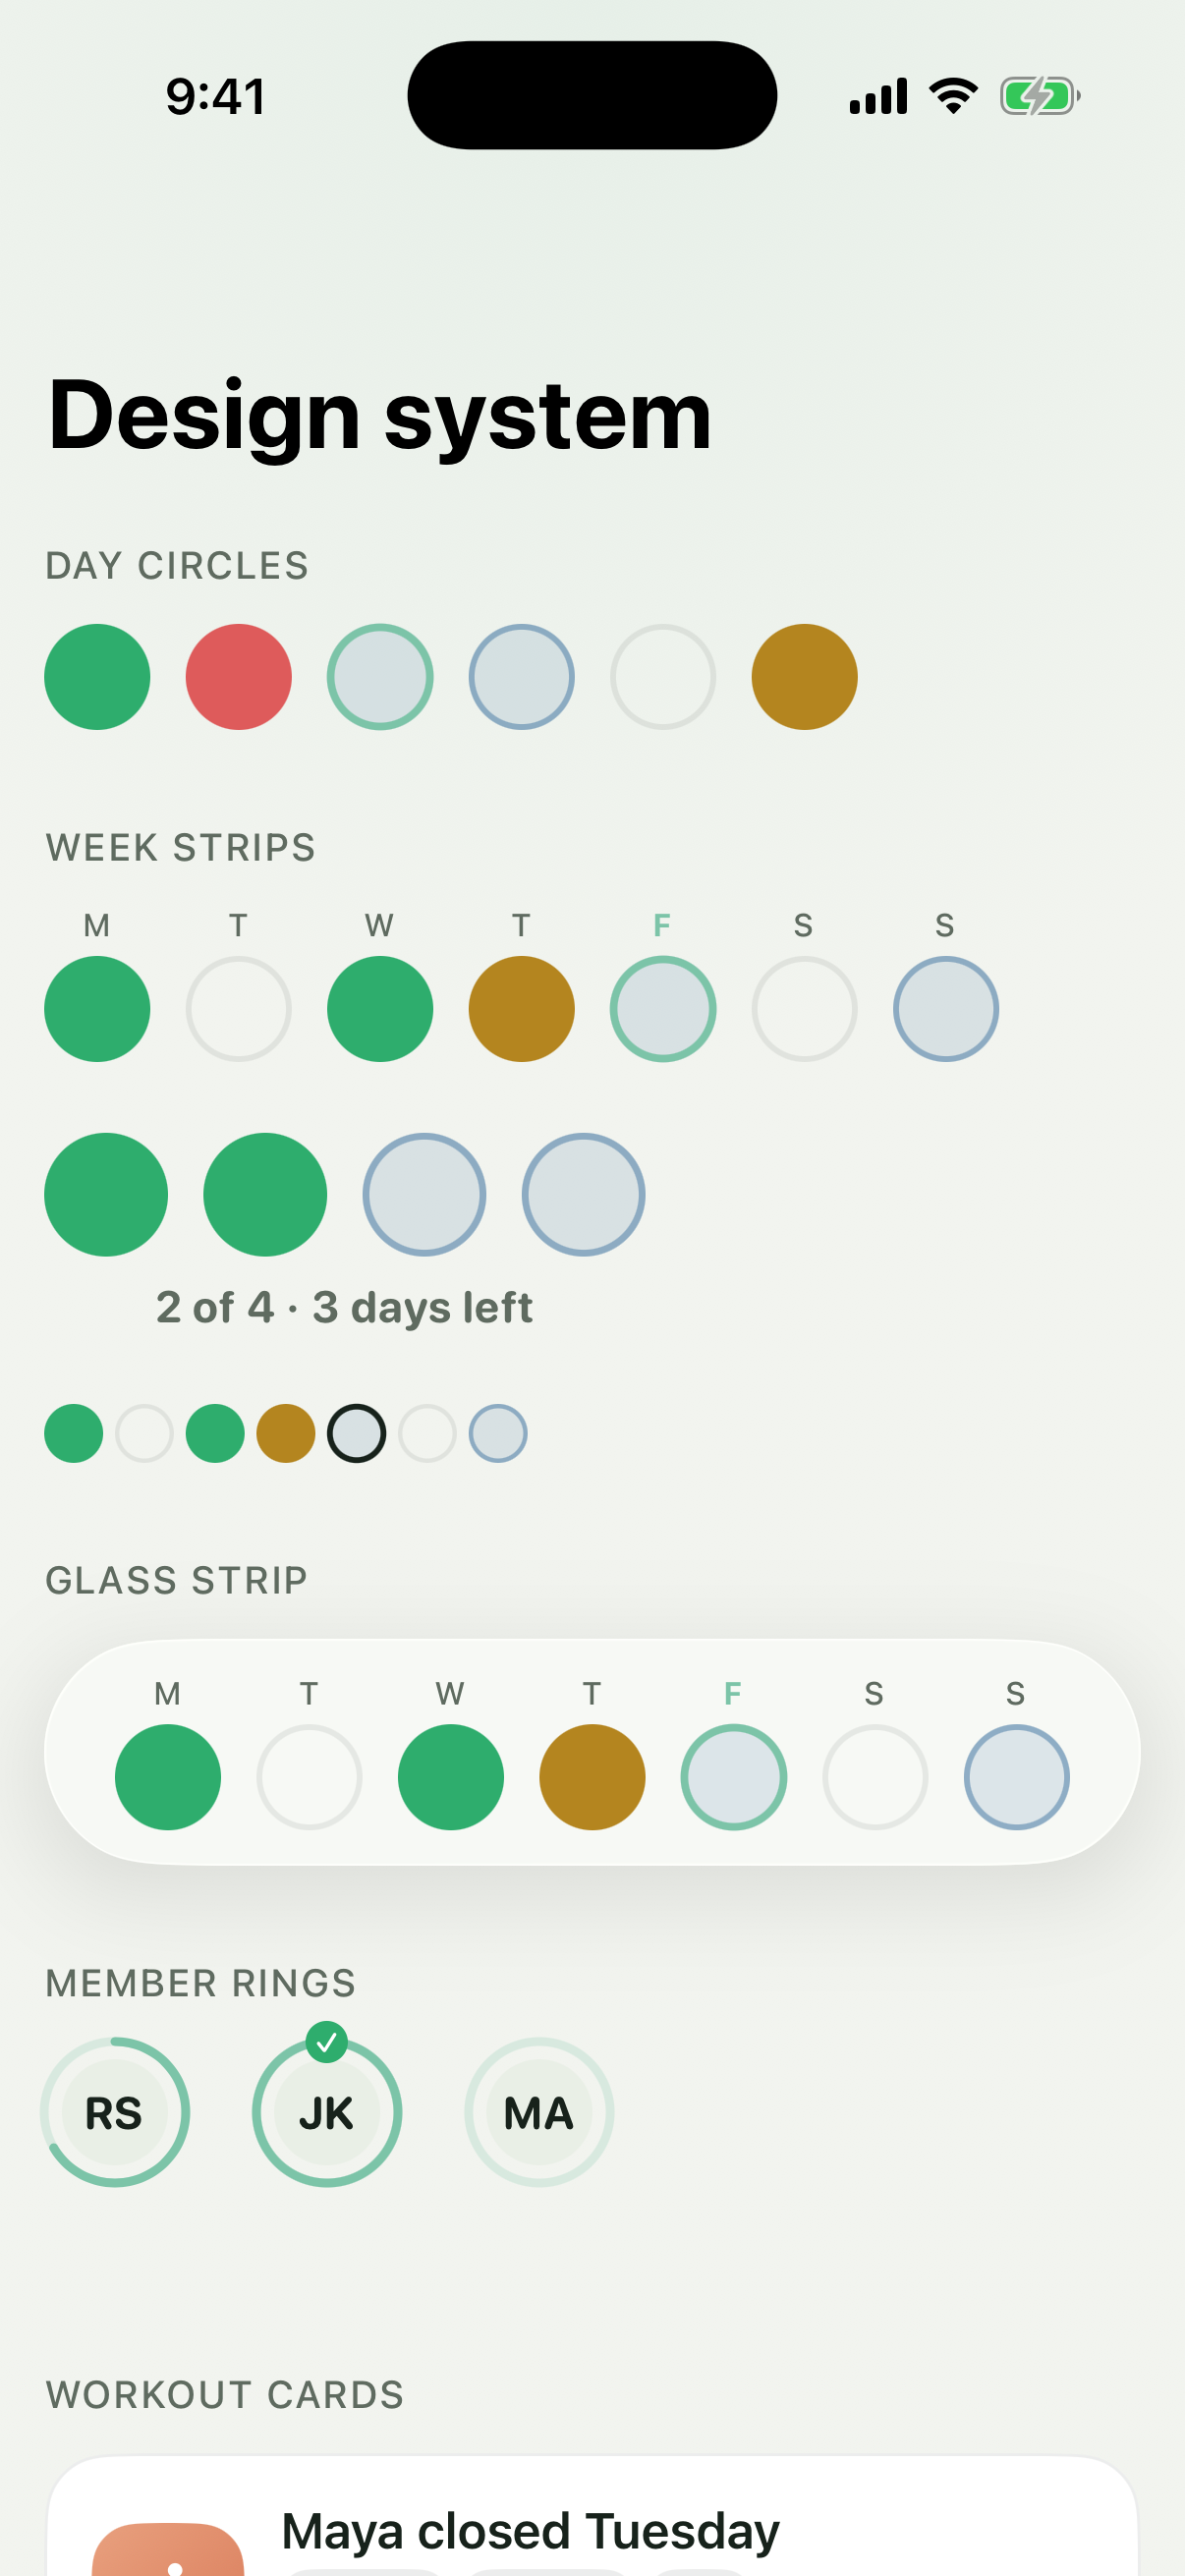 9:41
Design system
DAY CIRCLES
WEEK STRIPS
M T W T F S S
2 of 4 · 3 days left
GLASS STRIP
M T W T F S S
MEMBER RINGS
RS JK MA
WORKOUT CARDS
Maya closed Tuesday